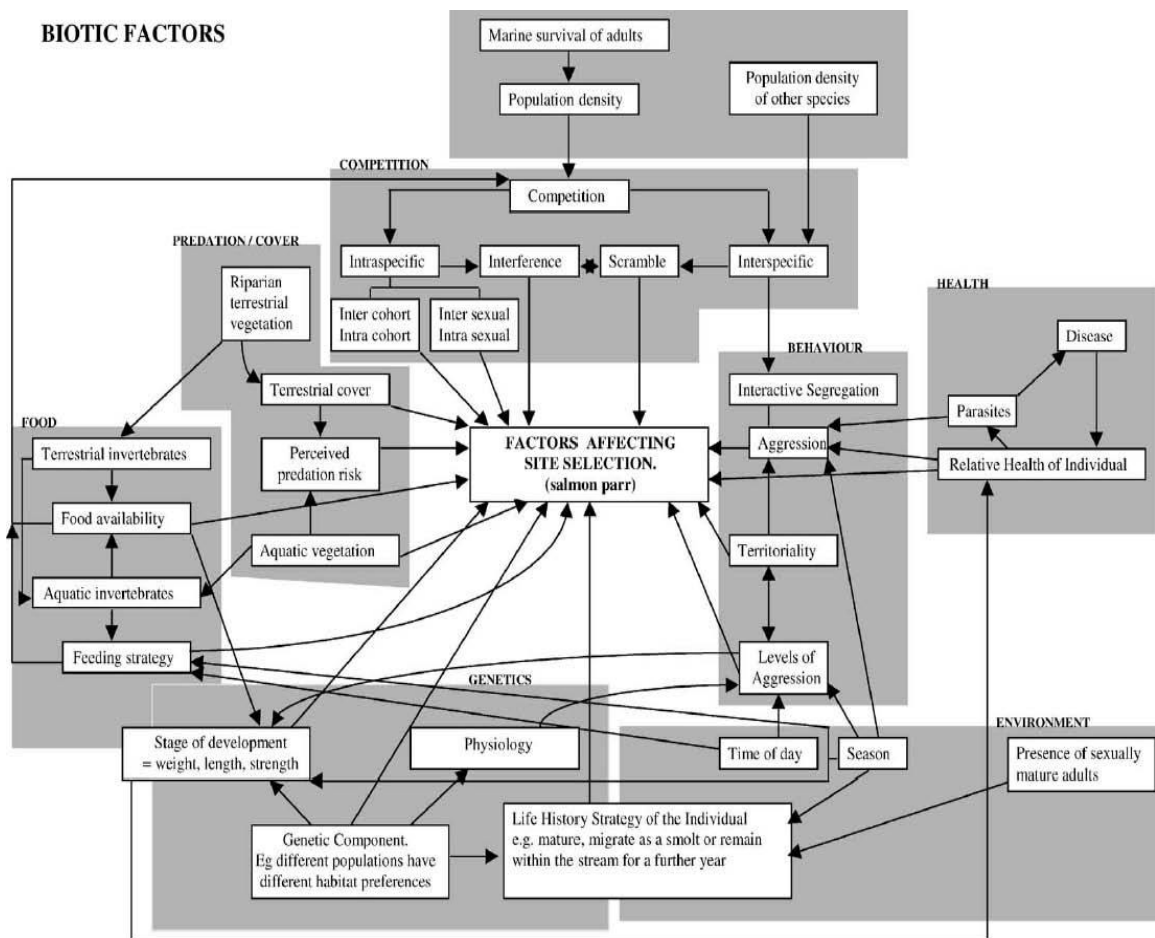 BIOTIC FACTORS
Marine survival of adults
Population density
Population density
of other species
COMPETITION
Competition
PREDATION / COVER
Intraspecific
Interference
Scramble
Interspecific
Riparian
terrestrial
vegetation
Inter cohort
Intra cohort
Inter sexual
Intra sexual
HEALTH
Disease
BEHAVIOUR
Interactive Segregation
Terrestrial cover
Parasites
FOOD
FACTORS AFFECTING
SITE SELECTION.
(salmon parr)
Aggression
Terrestrial invertebrates
Perceived
predation risk
Relative Health of Individual
Food availability
Aquatic vegetation
Territoriality
Aquatic invertebrates
Feeding strategy
Levels of
Aggression
GENETICS
ENVIRONMENT
Stage of development
= weight, length, strength
Physiology
Time of day
Season
Presence of sexually
mature adults
Genetic Component.
Eg different populations have
different habitat preferences
Life History Strategy of the Individual
e.g. mature, migrate as a smolt or remain
within the stream for a further year